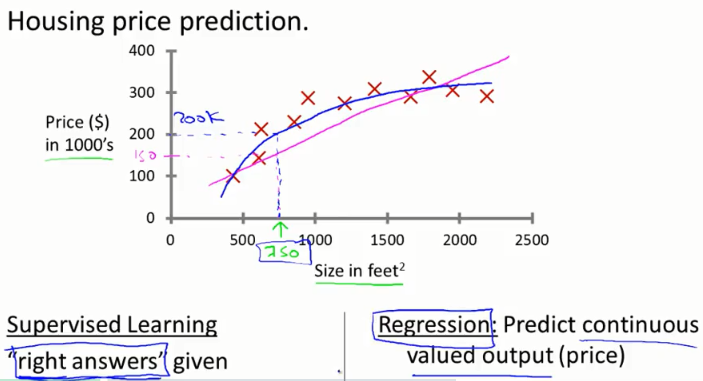 Housing price prediction.
400
300
200k
Price ($)
200
in 1000's
150
100
0
0 500 1000 1500 2000 2500
750
Size in feet²
Supervised Learning
"right answers" given
Regression: Predict continuous
valued output (price)